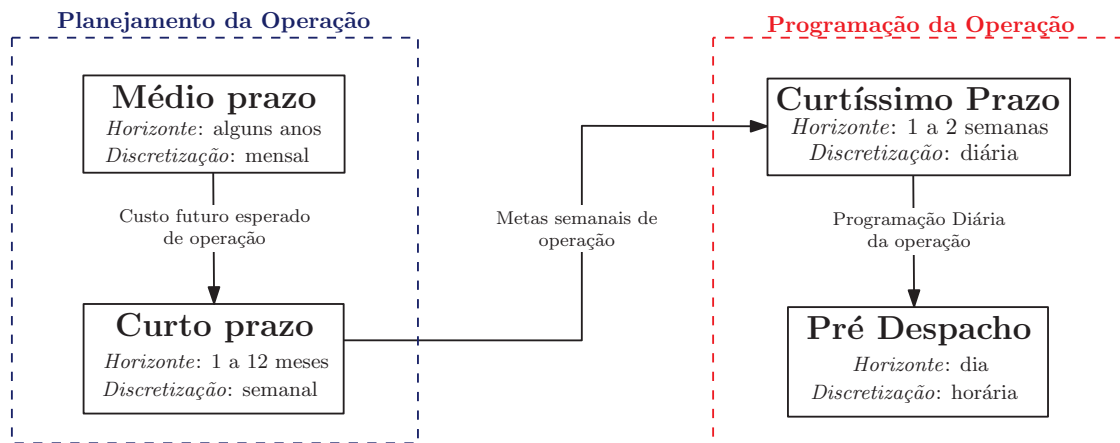 Planejamento da Operação
Médio prazo
Horizonte: alguns anos
Discretização: mensal
Custo futuro esperado
de operação
Curto prazo
Horizonte: 1 a 12 meses
Discretização: semanal
Metas semanais de
operação
Programação da Operação
Curtíssimo Prazo
Horizonte: 1 a 2 semanas
Discretização: diária
Programação Diária
da operação
Pré Despacho
Horizonte: dia
Discretização: horária